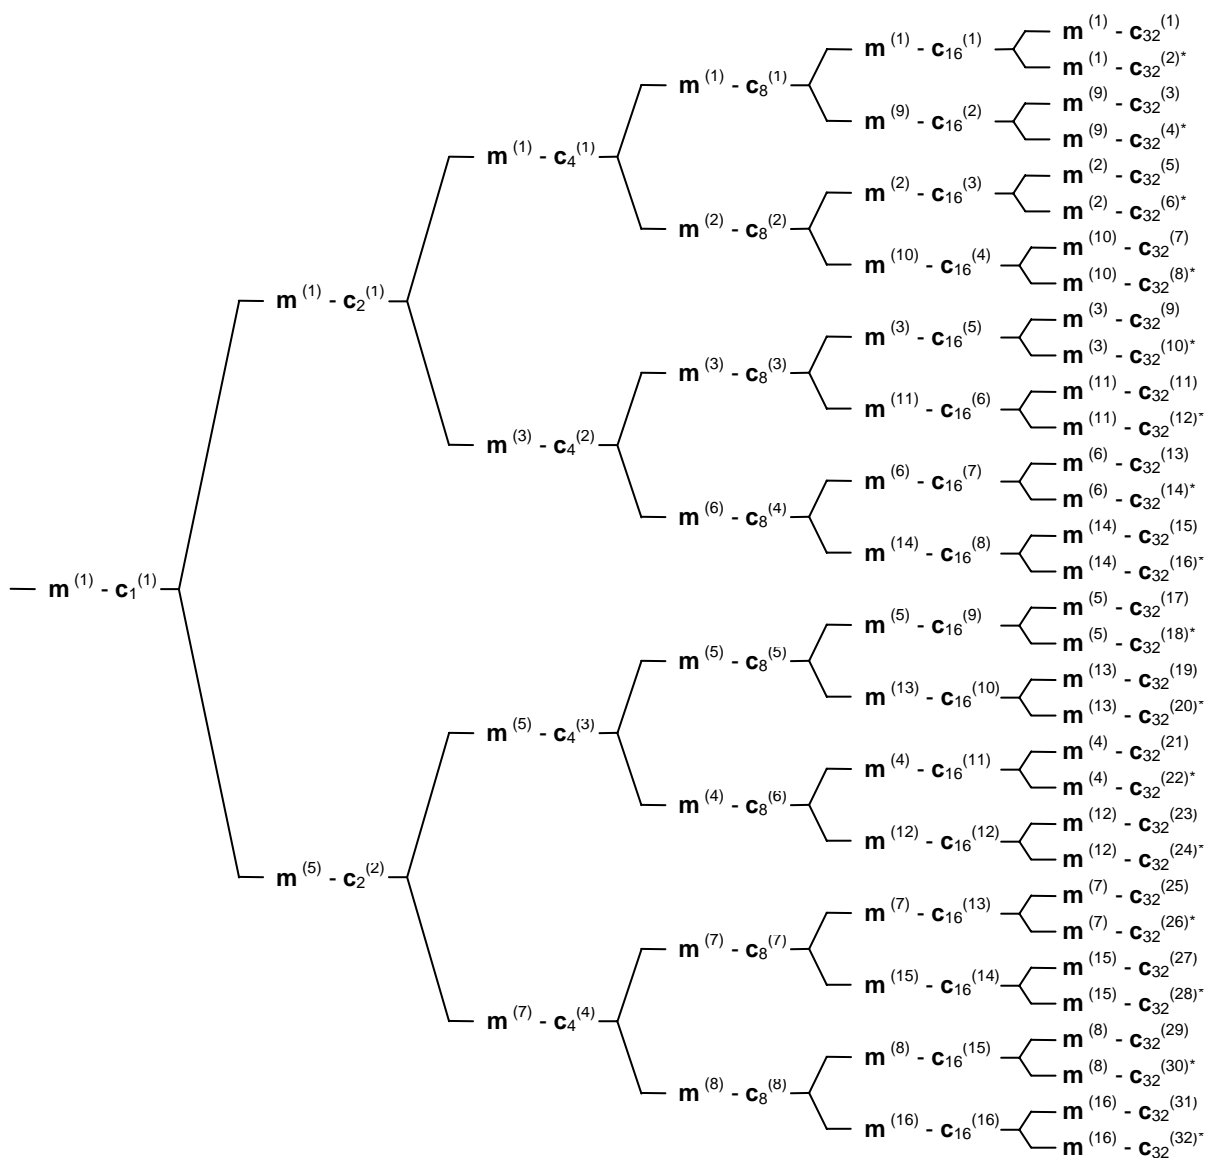 m(1) - c32(1)
m(1) - c16(1)
m(1) - c32(2)*
m(1) - c8(1)
m(9) - c32(3)
m(9) - c16(2)
m(9) - c32(4)*
m(1) - c4(1)
m(2) - c32(5)
m(2) - c16(3)
m(2) - c32(6)*
m(2) - c8(2)
m(10) - c32(7)
m(10) - c16(4)
m(10) - c32(8)*
m(1) - c2(1)
m(3) - c32(9)
m(3) - c16(5)
m(3) - c32(10)*
m(3) - c8(3)
m(11) - c32(11)
m(11) - c16(6)
m(11) - c32(12)*
m(3) - c4(2)
m(6) - c32(13)
m(6) - c16(7)
m(6) - c32(14)*
m(6) - c8(4)
m(14) - c32(15)
m(14) - c16(8)
m(14) - c32(16)*
m(1) - c1(1)
m(5) - c32(17)
m(5) - c16(9)
m(5) - c32(18)*
m(5) - c8(5)
m(13) - c32(19)
m(13) - c16(10)
m(13) - c32(20)*
m(5) - c4(3)
m(4) - c32(21)
m(4) - c16(11)
m(4) - c32(22)*
m(4) - c8(6)
m(12) - c32(23)
m(12) - c16(12)
m(12) - c32(24)*
m(5) - c2(2)
m(7) - c32(25)
m(7) - c16(13)
m(7) - c32(26)*
m(7) - c8(7)
m(15) - c32(27)
m(15) - c16(14)
m(15) - c32(28)*
m(7) - c4(4)
m(8) - c32(29)
m(8) - c16(15)
m(8) - c32(30)*
m(8) - c8(8)
m(16) - c32(31)
m(16) - c16(16)
m(16) - c32(32)*